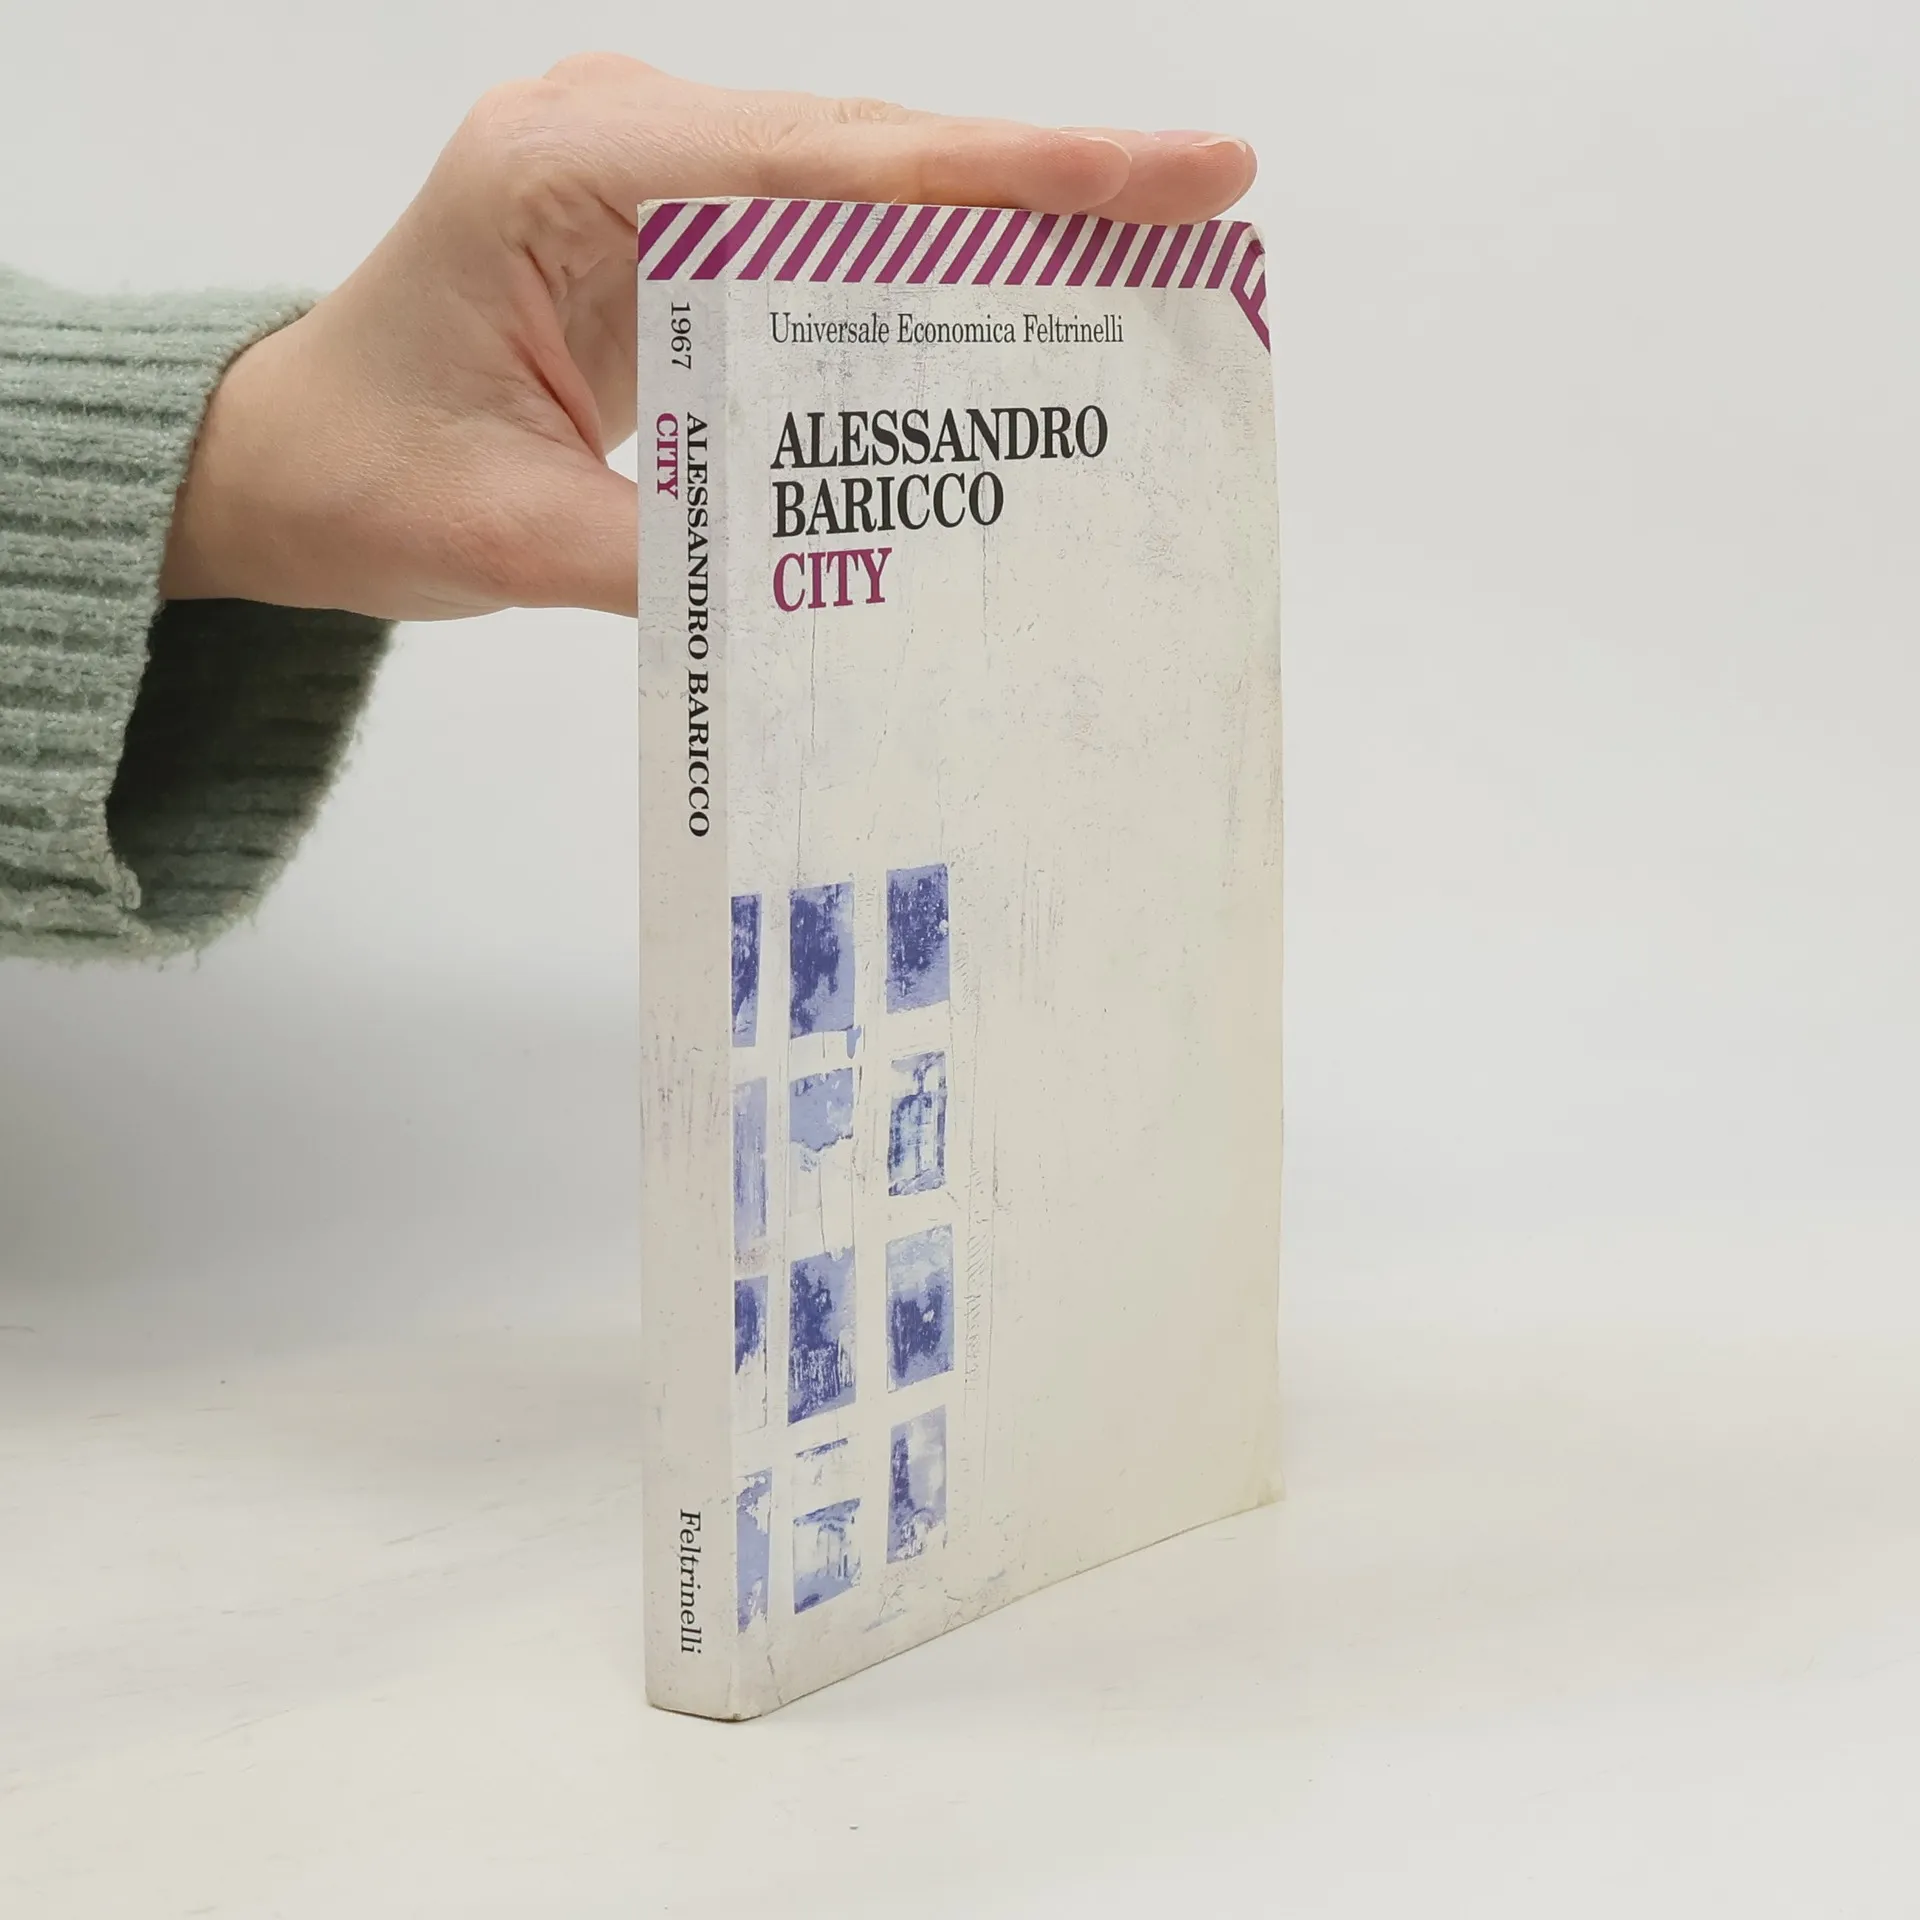 Universale Economica Feltrinelli
ALESSANDRO
BARICCO
CITY
1967
ALESSANDRO BARICCO
CITY
Feltrinelli